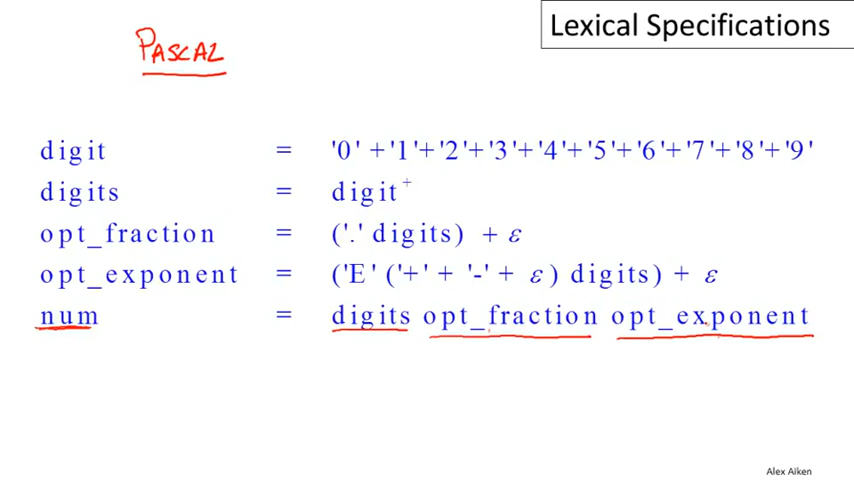 Lexical Specifications
PASCAL
digit = '0' + '1' + '2' + '3' + '4' + '5' + '6' + '7' + '8' + '9'
digits = digit⁺
opt_fraction = ('.' digits) + ε
opt_exponent = ('E' ('+' + '-' + ε) digits) + ε
num = digits opt_fraction opt_exponent
Alex Aiken